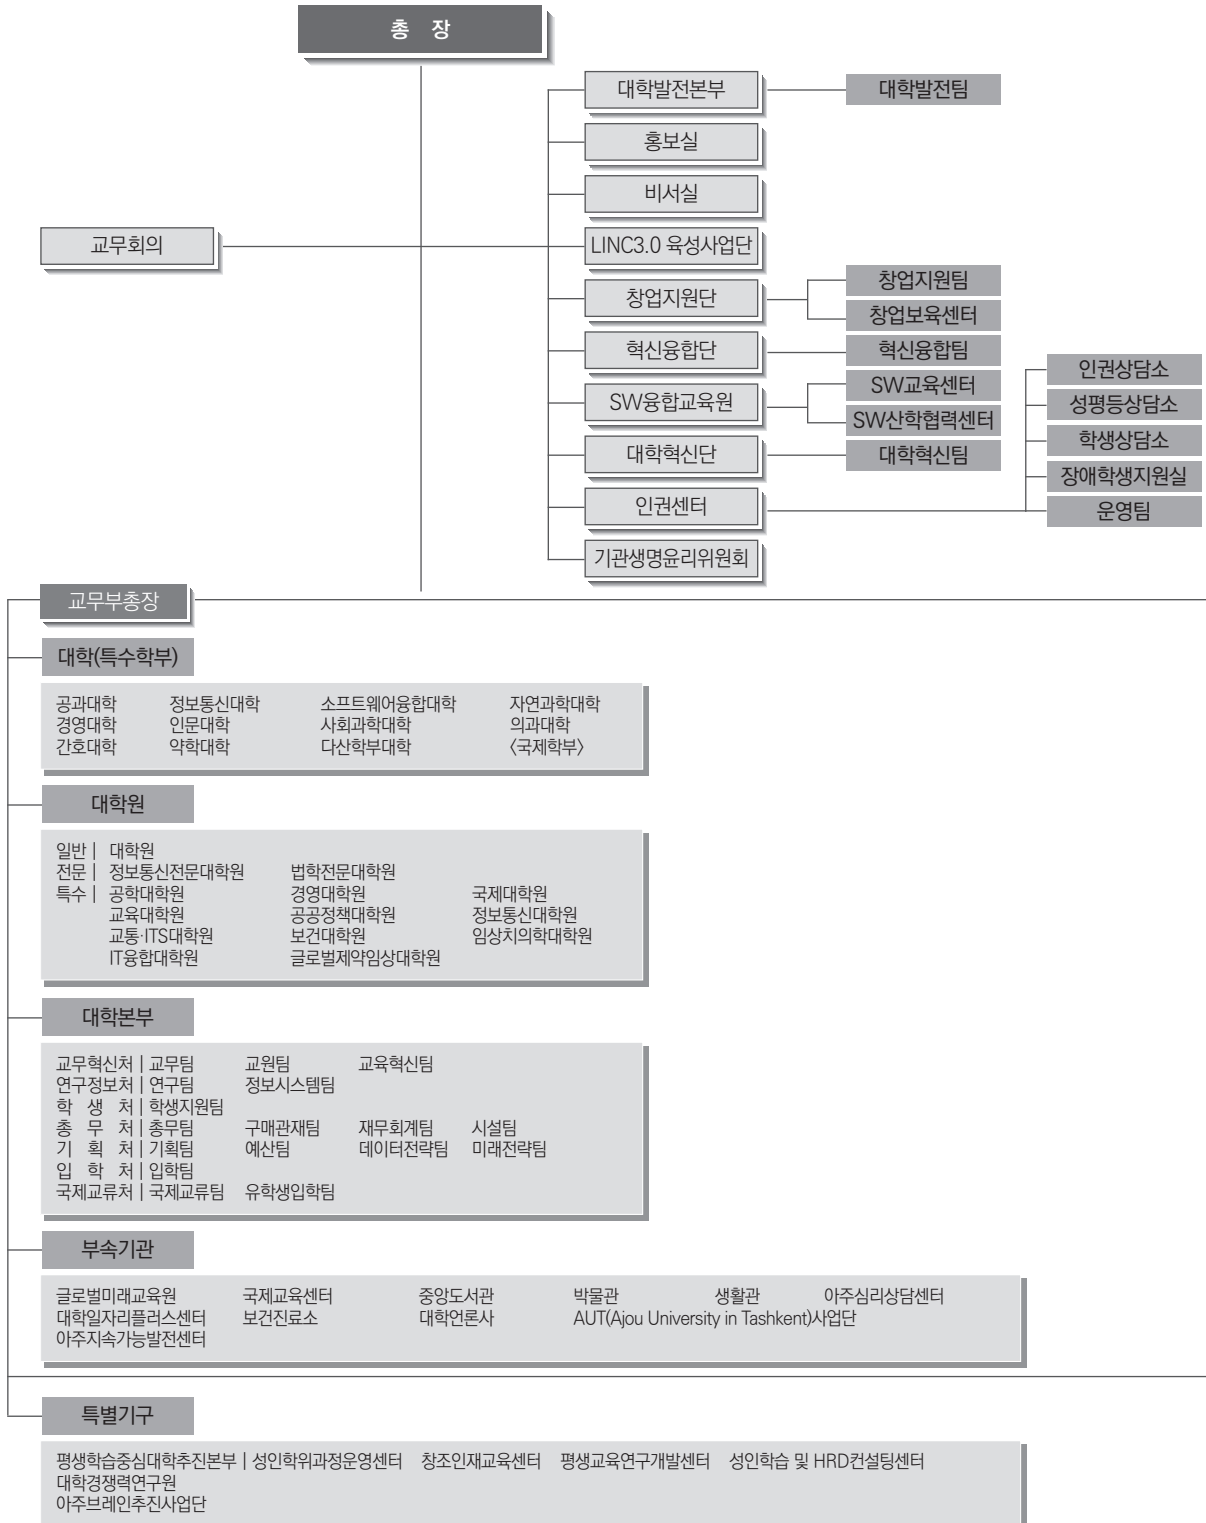 총 장
대학발전본부 대학발전팀
홍보실
비서실
교무회의 LINC3.0 육성사업단
창업지원단 창업지원팀
창업보육센터
혁신융합단 혁신융합팀
SW융합교육원 SW교육센터
SW산학협력센터
대학혁신단 대학혁신팀
인권센터
인권상담소
성평등상담소
학생상담소
장애학생지원실
운영팀
기관생명윤리위원회
교무부총장
대학(특수학부)
공과대학 정보통신대학 소프트웨어융합대학 자연과학대학
경영대학 인문대학 사회과학대학 의과대학
간호대학 약학대학 다산학부대학 〈국제학부〉
대학원
일반 | 대학원
전문 | 정보통신전문대학원 법학전문대학원
특수 | 공학대학원 경영대학원 국제대학원
교육대학원 공공정책대학원 정보통신대학원
교통·ITS대학원 보건대학원 임상치의학대학원
IT융합대학원 글로벌제약임상대학원
대학본부
교무혁신처 | 교무팀 교원팀 교육혁신팀
연구정보처 | 연구팀 정보시스템팀
학 생 처 | 학생지원팀
총 무 처 | 총무팀 구매관재팀 재무회계팀 시설팀
기 획 처 | 기획팀 예산팀 데이터전략팀 미래전략팀
입 학 처 | 입학팀
국제교류처 | 국제교류팀 유학생입학팀
부속기관
글로벌미래교육원 국제교육센터 중앙도서관 박물관 생활관 아주심리상담센터
대학일자리플러스센터 보건진료소 대학언론사 AUT(Ajou University in Tashkent)사업단
아주지속가능발전센터
특별기구
평생학습중심대학추진본부 | 성인학위과정운영센터 창조인재교육센터 평생교육연구개발센터 성인학습 및 HRD컨설팅센터
대학경쟁력연구원
아주브레인추진사업단